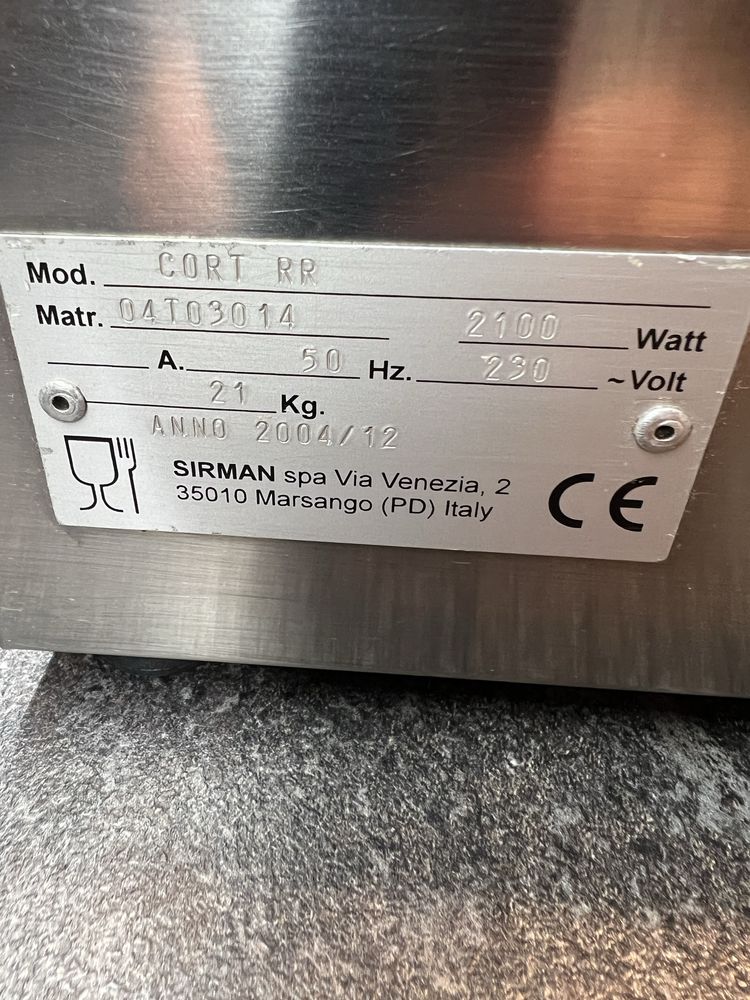 Mod. CORT RR
Matr. 04T03014 2100 Watt
A. 50 Hz. 230 ~Volt
21 Kg.
ANNO 2004/12
SIRMAN spa Via Venezia, 2
35010 Marsango (PD) Italy
CE